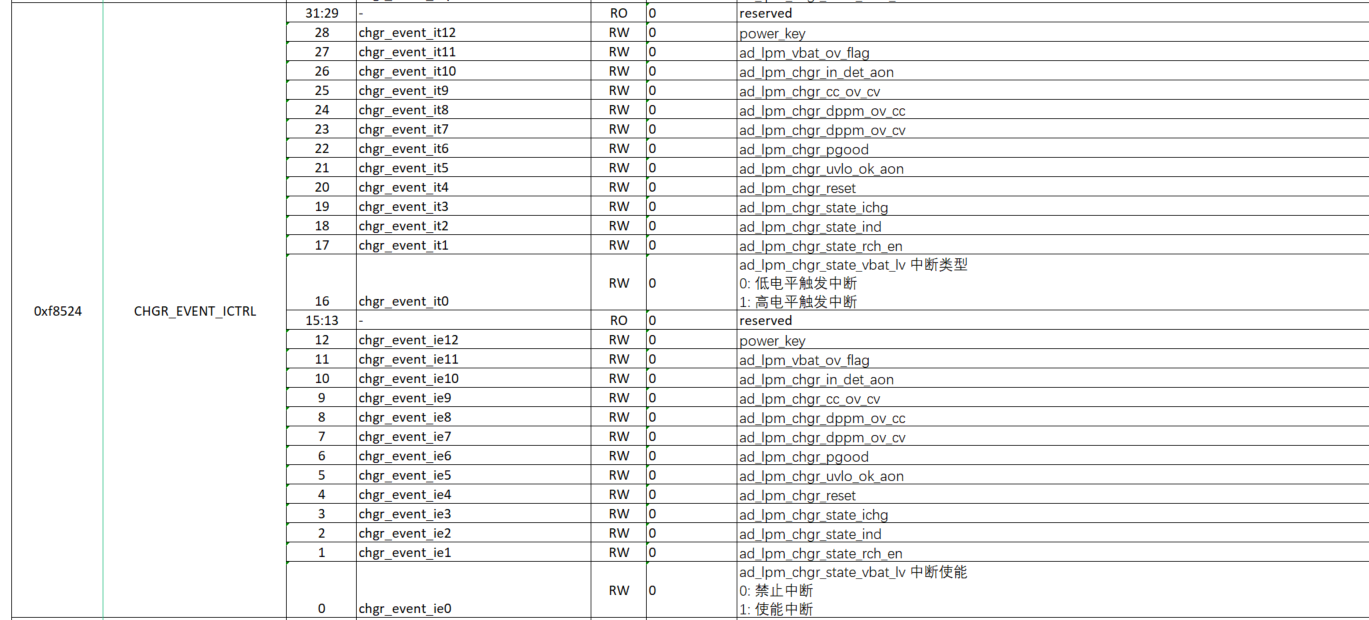 31:29 - RO 0 reserved
28 chgr_event_it12 RW 0 power_key
27 chgr_event_it11 RW 0 ad_lpm_vbat_ov_flag
26 chgr_event_it10 RW 0 ad_lpm_chgr_in_det_aon
25 chgr_event_it9 RW 0 ad_lpm_chgr_cc_ov_cv
24 chgr_event_it8 RW 0 ad_lpm_chgr_dppm_ov_cc
23 chgr_event_it7 RW 0 ad_lpm_chgr_dppm_ov_cv
22 chgr_event_it6 RW 0 ad_lpm_chgr_pgood
21 chgr_event_it5 RW 0 ad_lpm_chgr_uvlo_ok_aon
20 chgr_event_it4 RW 0 ad_lpm_chgr_reset
19 chgr_event_it3 RW 0 ad_lpm_chgr_state_ichg
18 chgr_event_it2 RW 0 ad_lpm_chgr_state_ind
17 chgr_event_it1 RW 0 ad_lpm_chgr_state_rch_en
ad_lpm_chgr_state_vbat_lv 中断类型
RW 0 0: 低电平触发中断
16 chgr_event_it0 1: 高电平触发中断
0xf8524 CHGR_EVENT_ICTRL
15:13 - RO 0 reserved
12 chgr_event_ie12 RW 0 power_key
11 chgr_event_ie11 RW 0 ad_lpm_vbat_ov_flag
10 chgr_event_ie10 RW 0 ad_lpm_chgr_in_det_aon
9 chgr_event_ie9 RW 0 ad_lpm_chgr_cc_ov_cv
8 chgr_event_ie8 RW 0 ad_lpm_chgr_dppm_ov_cc
7 chgr_event_ie7 RW 0 ad_lpm_chgr_dppm_ov_cv
6 chgr_event_ie6 RW 0 ad_lpm_chgr_pgood
5 chgr_event_ie5 RW 0 ad_lpm_chgr_uvlo_ok_aon
4 chgr_event_ie4 RW 0 ad_lpm_chgr_reset
3 chgr_event_ie3 RW 0 ad_lpm_chgr_state_ichg
2 chgr_event_ie2 RW 0 ad_lpm_chgr_state_ind
1 chgr_event_ie1 RW 0 ad_lpm_chgr_state_rch_en
ad_lpm_chgr_state_vbat_lv 中断使能
RW 0 0: 禁止中断
0 chgr_event_ie0 1: 使能中断